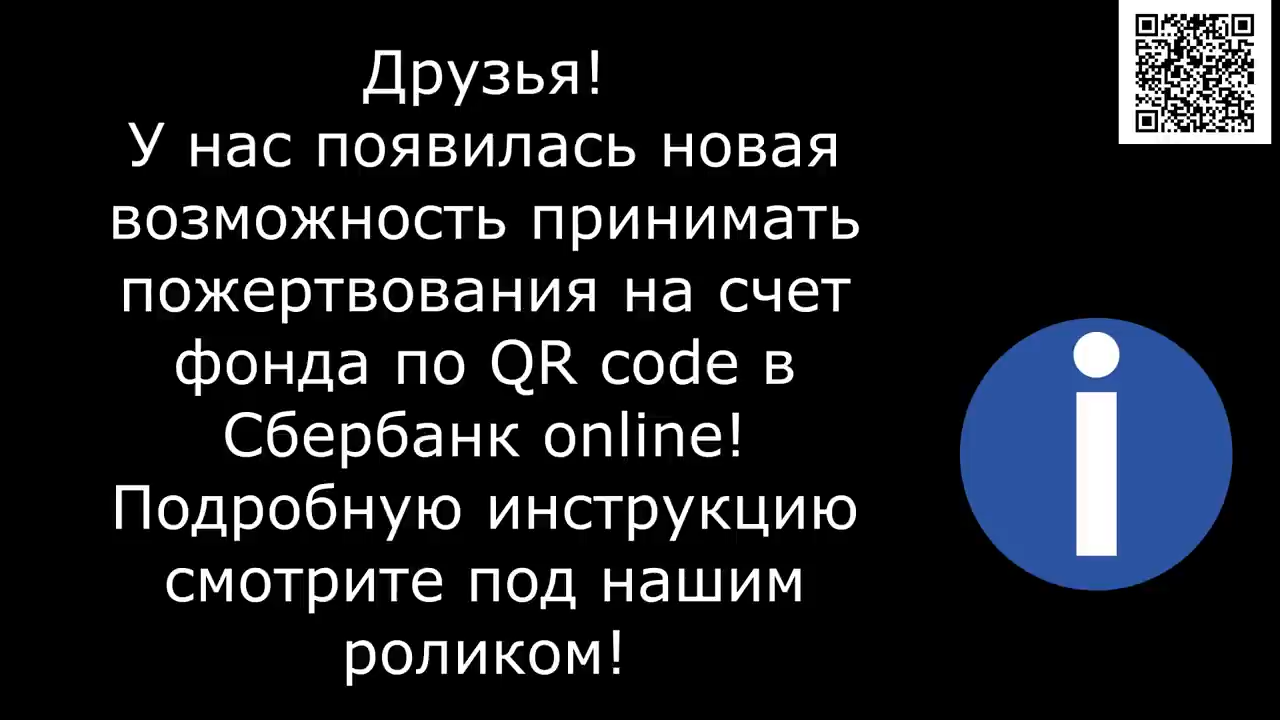 Друзья!
У нас появилась новая
возможность принимать
пожертвования на счет
фонда по QR code в
Сбербанк online!
Подробную инструкцию
смотрите под нашим
роликом!